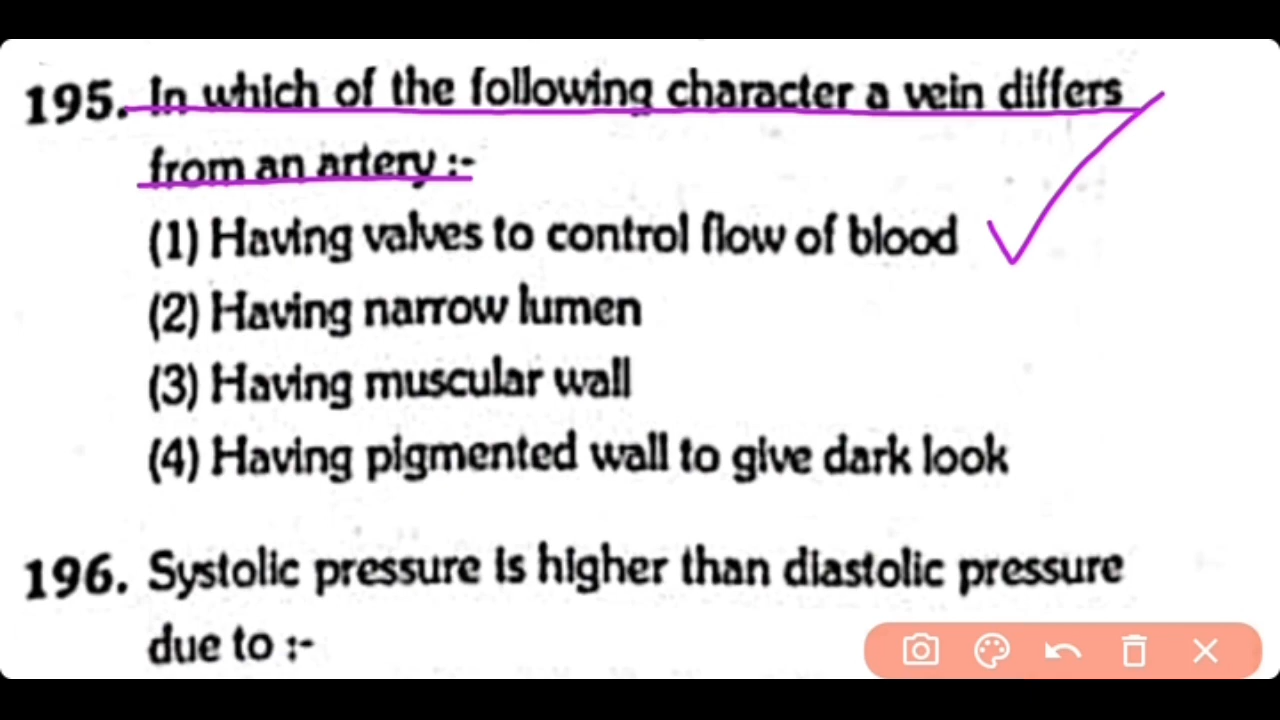 195. In which of the following character a vein differs
from an artery :-
(1) Having valves to control flow of blood
(2) Having narrow lumen
(3) Having muscular wall
(4) Having pigmented wall to give dark look
196. Systolic pressure is higher than diastolic pressure
due to :-